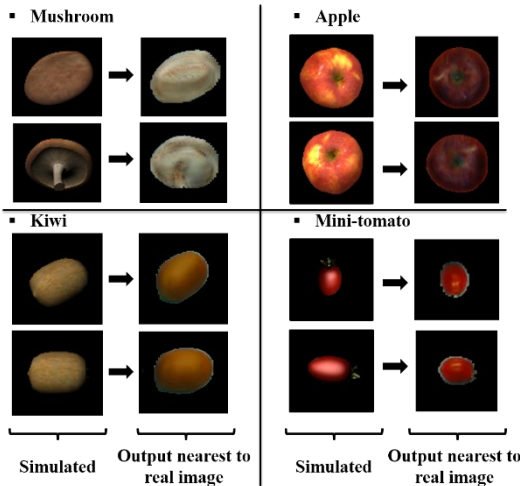 ▪ Mushroom
▪ Apple
▪ Kiwi
▪ Mini-tomato
Simulated
Output nearest to
real image
Simulated
Output nearest to
real image